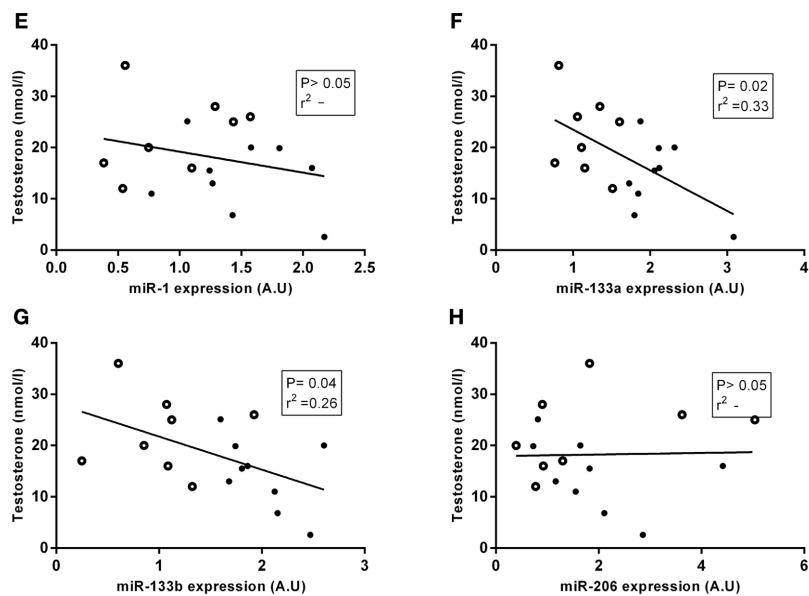 E
Testosterone (nmol/l)
40
30
20
10
0
P> 0.05
r² -
0.0 0.5 1.0 1.5 2.0 2.5
miR-1 expression (A.U)
F
Testosterone (nmol/l)
40
30
20
10
0
P= 0.02
r² =0.33
0 1 2 3 4
miR-133a expression (A.U)
G
Testosterone (nmol/l)
40
30
20
10
0
P= 0.04
r² =0.26
0 1 2 3
miR-133b expression (A.U)
H
Testosterone (nmol/l)
40
30
20
10
0
P> 0.05
r² -
0 2 4 6
miR-206 expression (A.U)